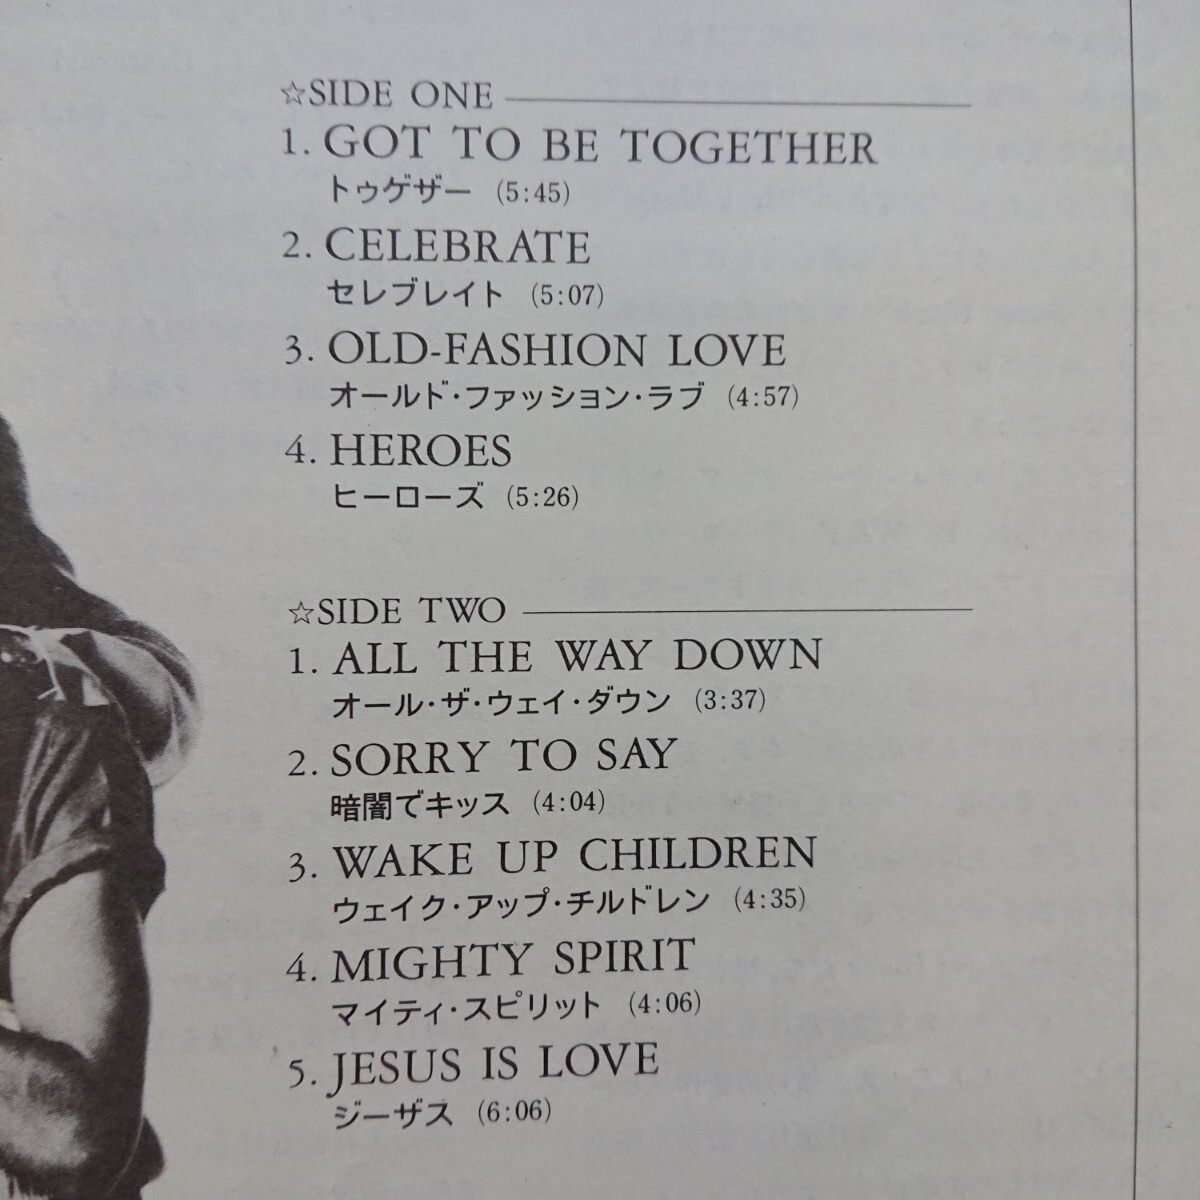 ☆SIDE ONE
1. GOT TO BE TOGETHER
トゥゲザー (5:45)
2. CELEBRATE
セレブレイト (5:07)
3. OLD-FASHION LOVE
オールド・ファッション・ラブ (4:57)
4. HEROES
ヒーローズ (5:26)
☆SIDE TWO
1. ALL THE WAY DOWN
オール・ザ・ウェイ・ダウン (3:37)
2. SORRY TO SAY
暗闇でキッス (4:04)
3. WAKE UP CHILDREN
ウェイク・アップ・チルドレン (4:35)
4. MIGHTY SPIRIT
マイティ・スピリット (4:06)
5. JESUS IS LOVE
ジーザス (6:06)